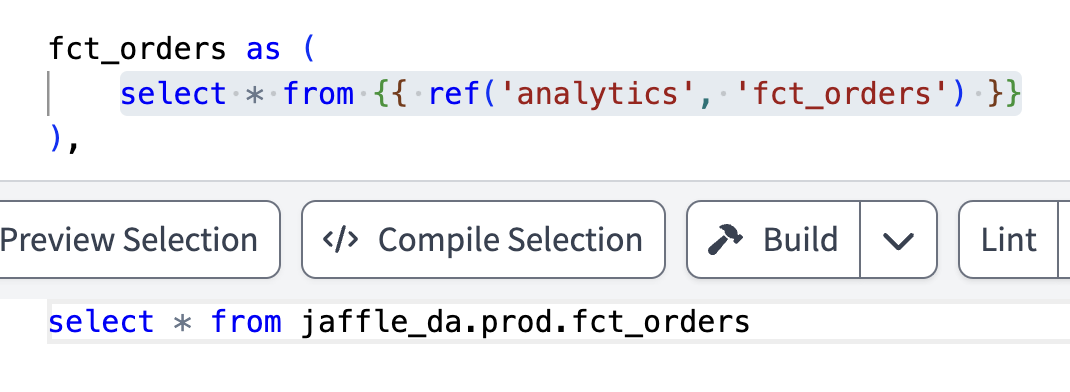 fct_orders as (
select * from {{ ref('analytics', 'fct_orders') }}
),
Preview Selection </> Compile Selection Build Lint
select * from jaffle_da.prod.fct_orders